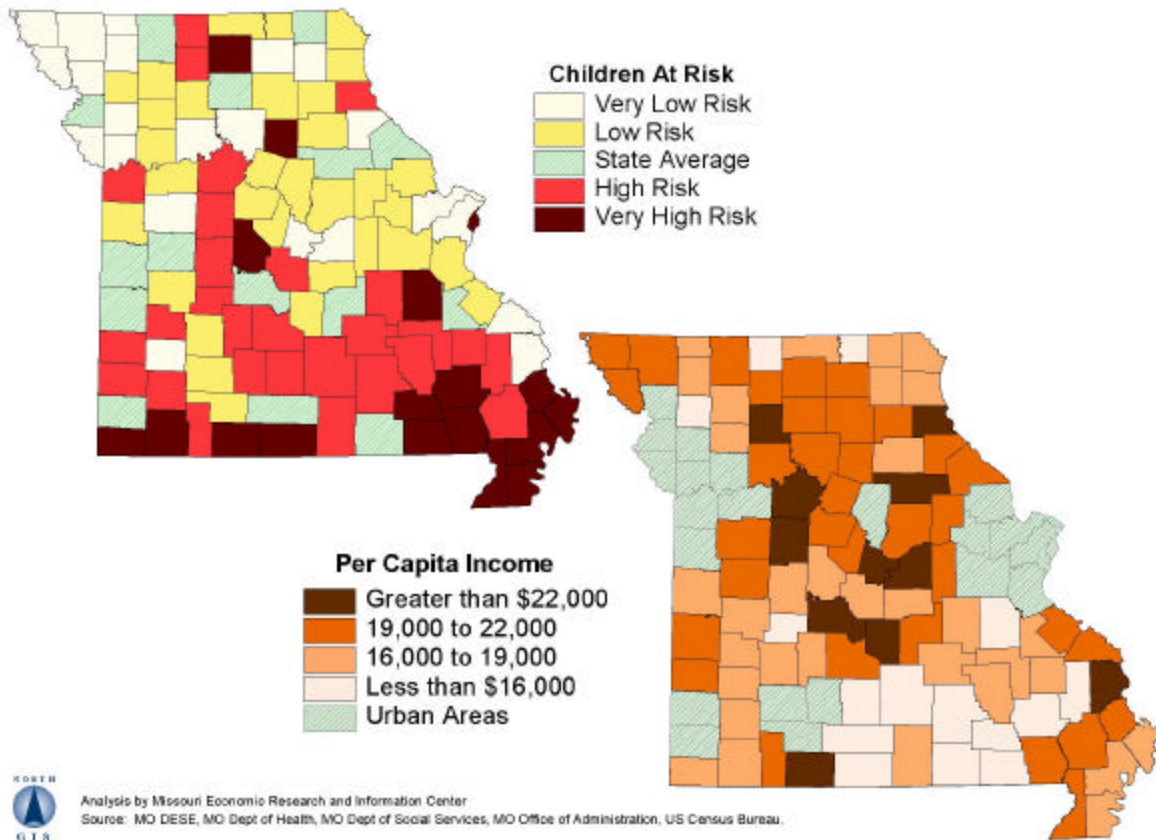 Children At Risk
Very Low Risk
Low Risk
State Average
High Risk
Very High Risk
Per Capita Income
Greater than $22,000
19,000 to 22,000
16,000 to 19,000
Less than $16,000
Urban Areas
NORTH
GIS
Analysis by Missouri Economic Research and Information Center
Source: MO DESE, MO Dept of Health, MO Dept of Social Services, MO Office of Administration, US Census Bureau.